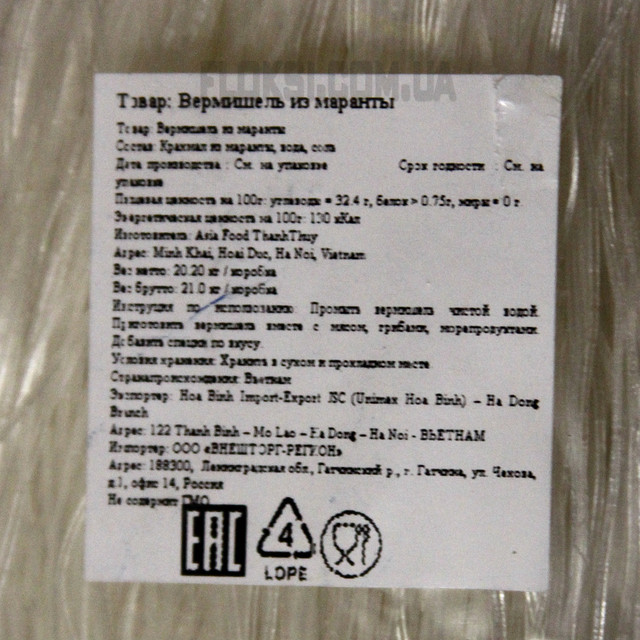 FLOKSI.COM.UA
Товар: Вермишель из маранты
Товар: Вермишель из маранты
Состав: Крахмал из маранты, вода, соль
Дата производства : См. на упаковке Срок годности : См. на
упаковке
Пищевая ценность на 100г: углеводы = 32.4 г, белок > 0.75г, жиры = 0 г
Энергетическая ценность на 100г: 130 кКал
Изготовитель: Asia Food ThanhThuy
Адрес: Minh Khai, Hoai Duc, Ha Noi, Vietnam
Вес нетто: 20.20 кг / коробка
Вес брутто: 21.0 кг / коробка
Инструкция по использованию: Промыть вермишель чистой водой.
Приготовить вермишель вместе с мясом, грибами, морепродуктами.
Добавить специи по вкусу.
Условия хранения: Хранить в сухом и прохладном месте
Страна происхождения: Вьетнам
Экспортер: Hoa Binh Import-Export JSC (Unimex Hoa Binh) – Ha Dong
Branch
Адрес: 122 Thanh Binh – Mo Lao – Ha Dong – Ha Noi - ВЬЕТНАМ
Импортер: ООО «ВНЕШТОРГ-РЕГИОН»
Адрес: 188300, Ленинградская обл., Гатчинский р., г. Гатчина, ул. Чехова,
д.1, офис 14, Россия
Не содержит ГМО
EAC
4
LDPE